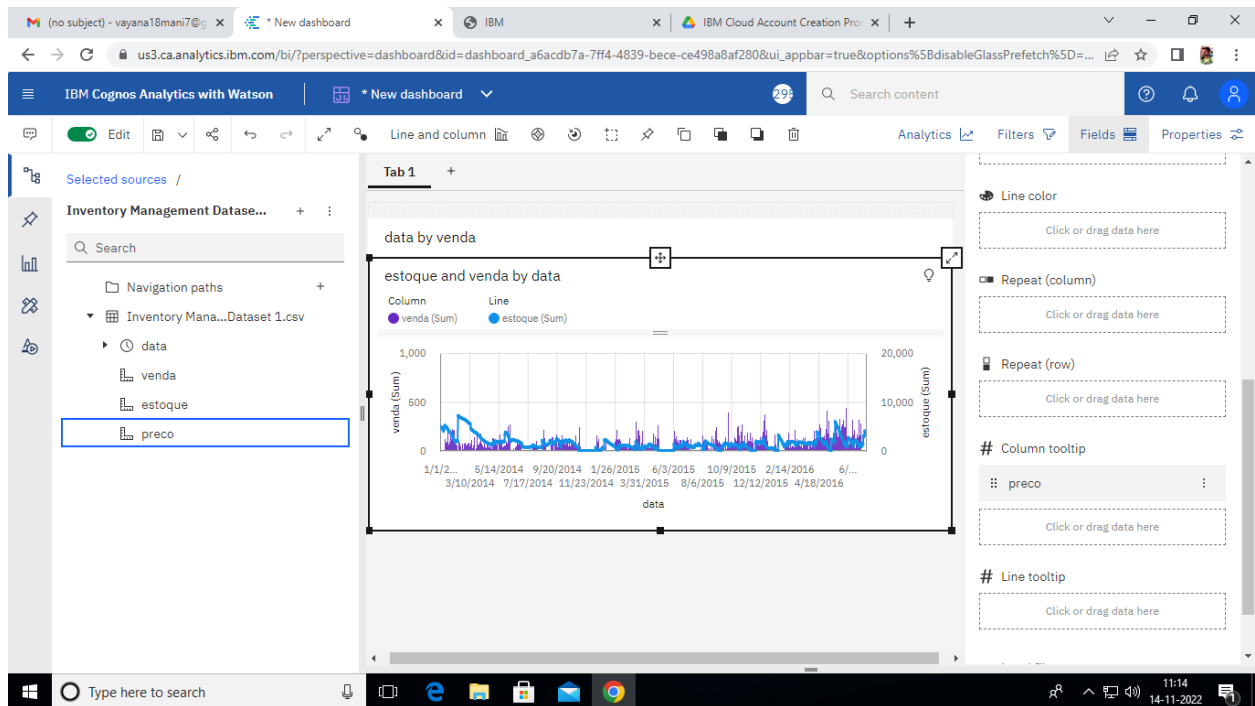 (no subject) - vayana18mani7@g
* New dashboard
IBM
IBM Cloud Account Creation Proc
us3.ca.analytics.ibm.com/bi/?perspective=dashboard&id=dashboard_a6acdb7a-7ff4-4839-bece-ce498a8af280&ui_appbar=true&options%5BdisableGlassPrefetch%5D=...
IBM Cognos Analytics with Watson
* New dashboard
Search content
Edit
Line and column
Analytics
Filters
Fields
Properties
Selected sources /
Inventory Management Datase...
Search
Navigation paths
Inventory Mana...Dataset 1.csv
data
venda
estoque
preco
Tab 1
data by venda
estoque and venda by data
Column Line
venda (Sum) estoque (Sum)
1,000 20,000
500 10,000
0 0
venda (Sum)
estoque (Sum)
1/1/2... 5/14/2014 9/20/2014 1/26/2015 6/3/2015 10/9/2015 2/14/2016 6/...
3/10/2014 7/17/2014 11/23/2014 3/31/2015 8/6/2015 12/12/2015 4/18/2016
data
Line color
Click or drag data here
Repeat (column)
Click or drag data here
Repeat (row)
Click or drag data here
# Column tooltip
preco
Click or drag data here
# Line tooltip
Click or drag data here
Type here to search
11:14
14-11-2022